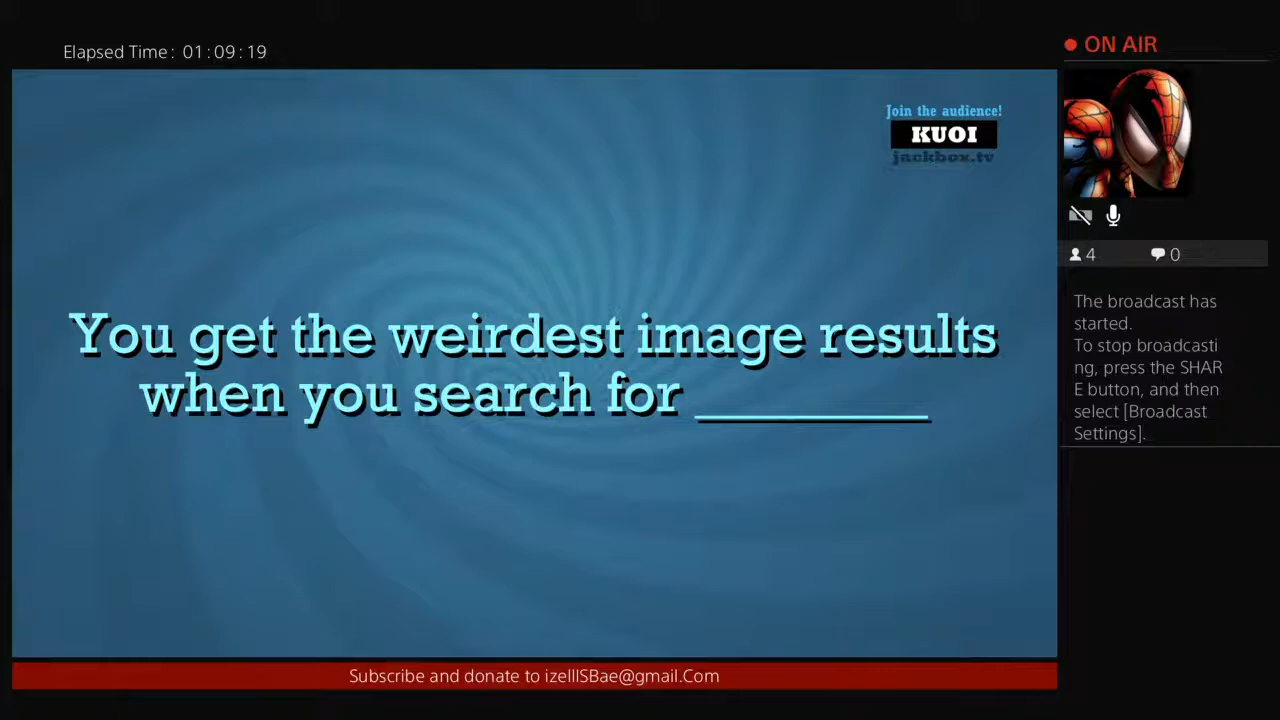 Elapsed Time: 01:09:19
ON AIR
Join the audience!
KUOI
jackbox.tv
4
0
You get the weirdest image results
when you search for ________
The broadcast has
started.
To stop broadcasti
ng, press the SHAR
E button, and then
select [Broadcast
Settings].
Subscribe and donate to izellISBae@gmail.Com